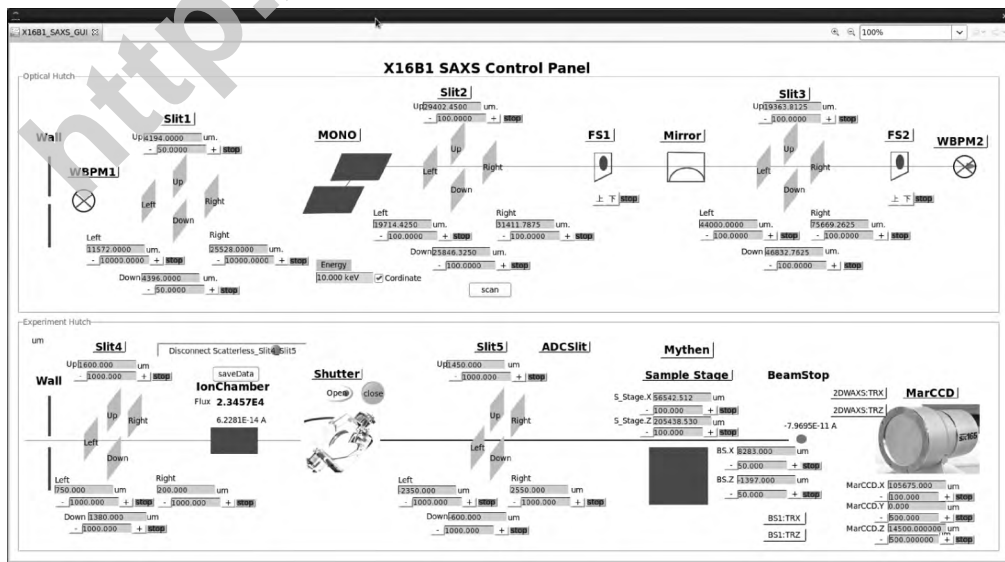 http:
X16B1_SAXS_GUI
100%
X16B1 SAXS Control Panel
Optical Hutch
Wall
WBPM1
Slit1
Up 4194.0000 um.
- 50.0000 + stop
Up
Left
Right
Down
Left
11572.0000 um.
- 10000.0000 + stop
Right
25528.0000 um.
- 10000.0000 + stop
Down 4396.0000 um.
- 50.0000 + stop
MONO
Energy
10.000 keV
Cordinate
Slit2
Up 29402.4500 um.
- 100.0000 + stop
Up
Left
Right
Down
Left
19714.4250 um.
- 100.0000 + stop
Right
31411.7875 um.
- 100.0000 + stop
Down 25846.3250 um.
- 100.0000 + stop
scan
FS1
上 下 stop
Mirror
Slit3
Up 19363.8125 um.
- 100.0000 + stop
Up
Left
Right
Down
Left
44000.0000 um.
- 100.0000 + stop
Right
75669.2625 um.
- 100.0000 + stop
Down 46832.7625 um.
- 100.0000 + stop
FS2
上 下 stop
WBPM2
Experiment Hutch
um
Wall
Slit4
Up 1600.000 um
- 1000.000 + stop
Up
Left
Right
Down
Left
750.000 um
- 1000.000 + stop
Right
200.000 um
- 1000.000 + stop
Down 1380.000 um
- 1000.000 + stop
Disconnect Scatterless_Slit4_Slit5
saveData
IonChamber
Flux 2.3457E4
6.2281E-14 A
Shutter
Open close
Slit5
Up 1450.000 um
- 1000.000 + stop
Up
Left
Right
Down
Left
-2350.000 um
- 1000.000 + stop
Right
2550.000 um
- 1000.000 + stop
Down -600.000 um
- 1000.000 + stop
ADCSlit
Mythen
Sample Stage
S_Stage.X 56542.512 um
- 100.000 + stop
S_Stage.Z 205438.530 um
- 100.000 + stop
BeamStop
-7.9695E-11 A
BS.X 8283.000 um
- 50.000 + stop
BS.Z -1397.000 um
- 50.000 + stop
BS1:TRX
BS1:TRZ
2DWAXS:TRX
2DWAXS:TRZ
MarCCD
MarCCD.X 105675.000 um
- 100.000 + stop
MarCCD.Y 0.000 um
- 500.000 + stop
MarCCD.Z 14500.000000 um
- 500.000000 + stop